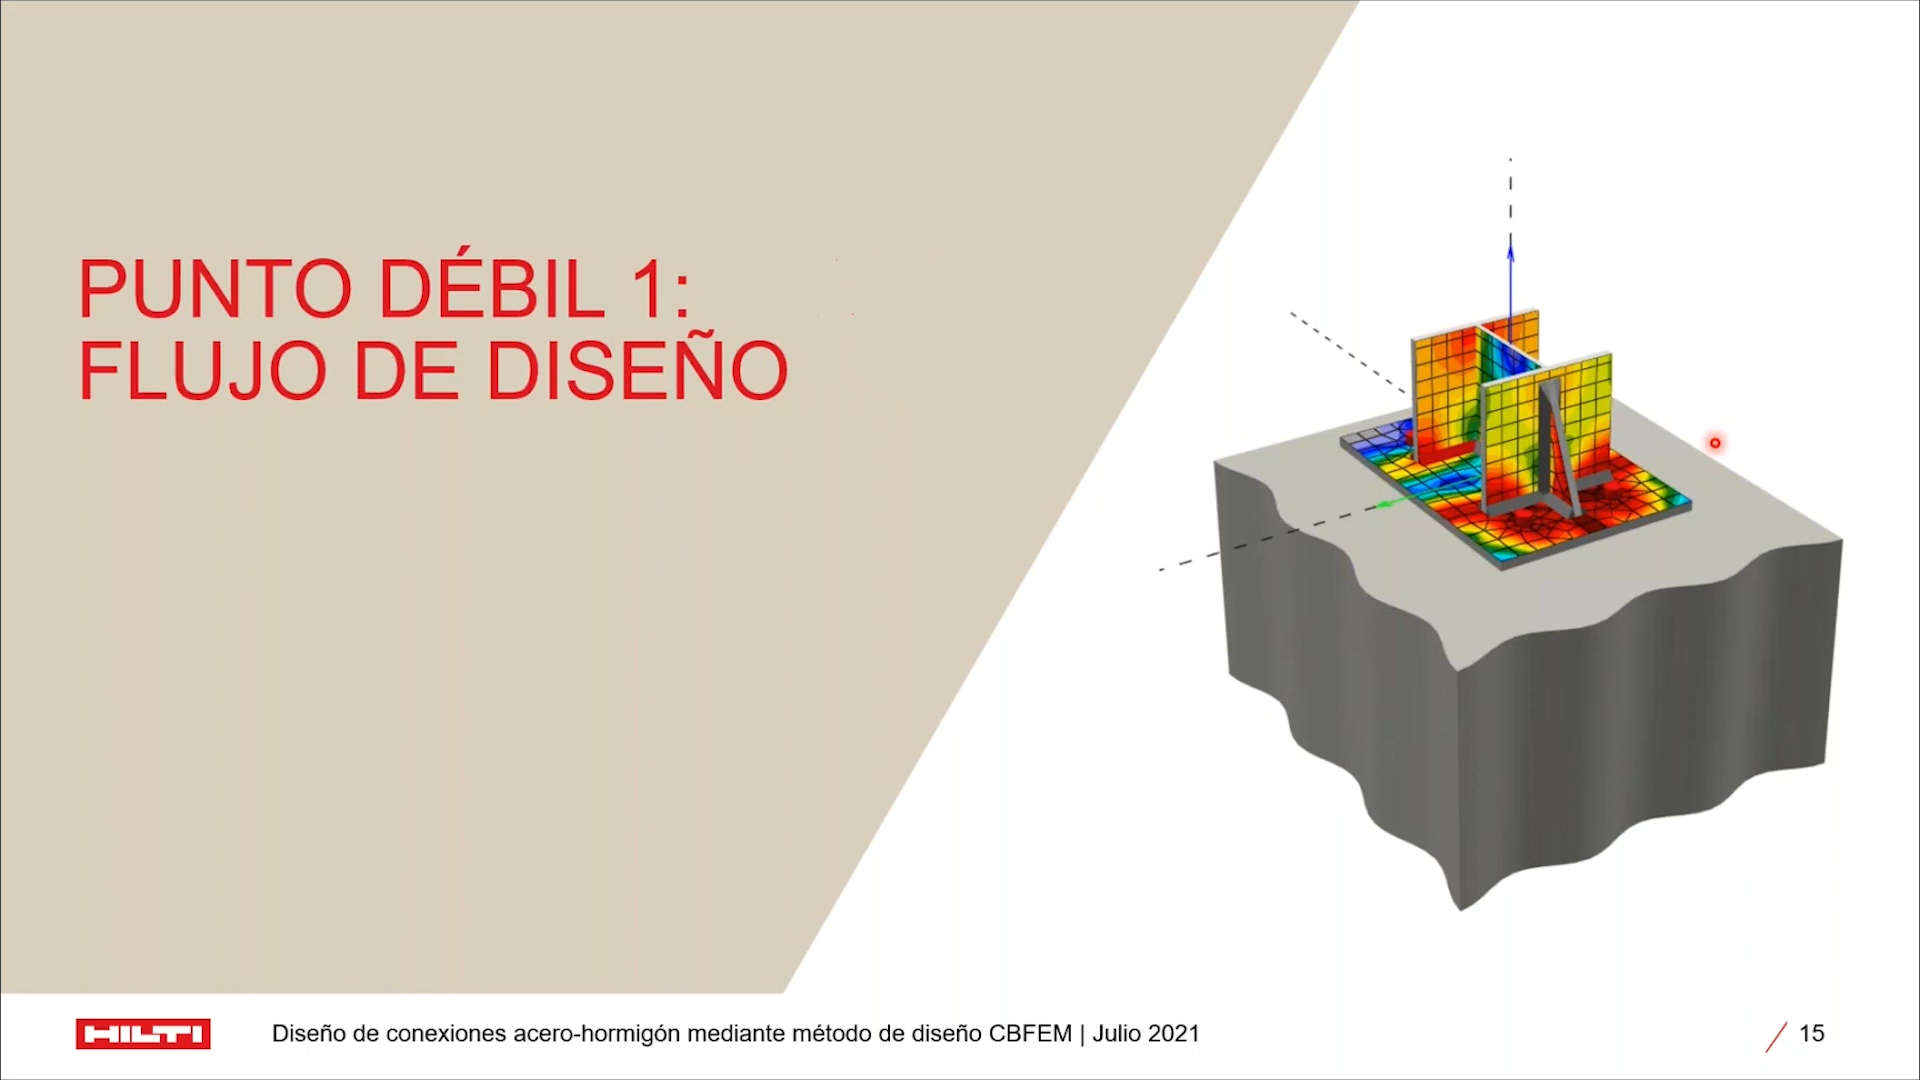 PUNTO DÉBIL 1:
FLUJO DE DISEÑO
HILTI
Diseño de conexiones acero-hormigón mediante método de diseño CBFEM | Julio 2021
15